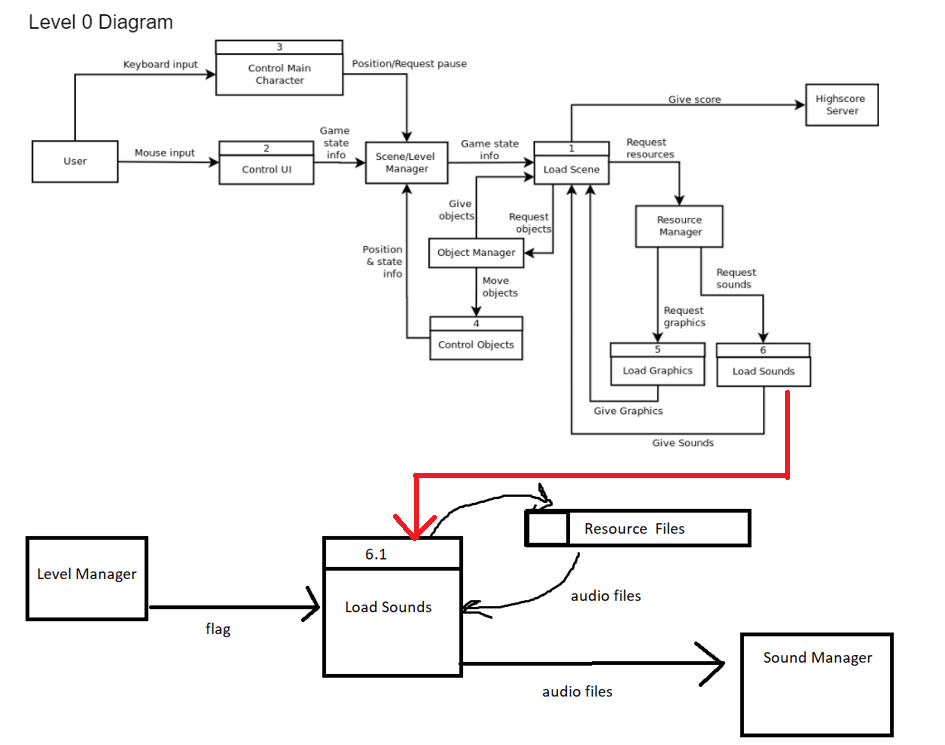 Level 0 Diagram
3
Control Main
Character
Keyboard input
Position/Request pause
Give score
Highscore
Server
User
Mouse input
2
Control UI
Game
state
info
Scene/Level
Manager
Game state
info
1
Load Scene
Request
resources
Give
objects
Request
objects
Resource
Manager
Position
& state
info
Object Manager
Move
objects
Request
sounds
Request
graphics
4
Control Objects
5
Load Graphics
6
Load Sounds
Give Graphics
Give Sounds
Level Manager
flag
6.1
Load Sounds
Resource Files
audio files
audio files
Sound Manager